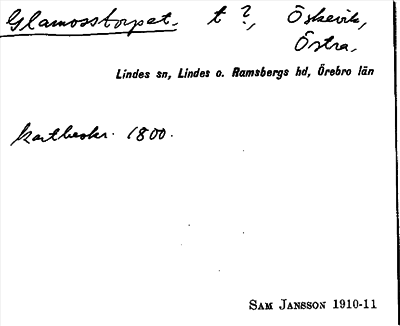 Glamosstorpet. t ?, Öskevik,
Östra.
Lindes sn, Lindes o. Ramsbergs hd, Örebro län
kartbeskr. 1800.
SAM JANSSON 1910-11